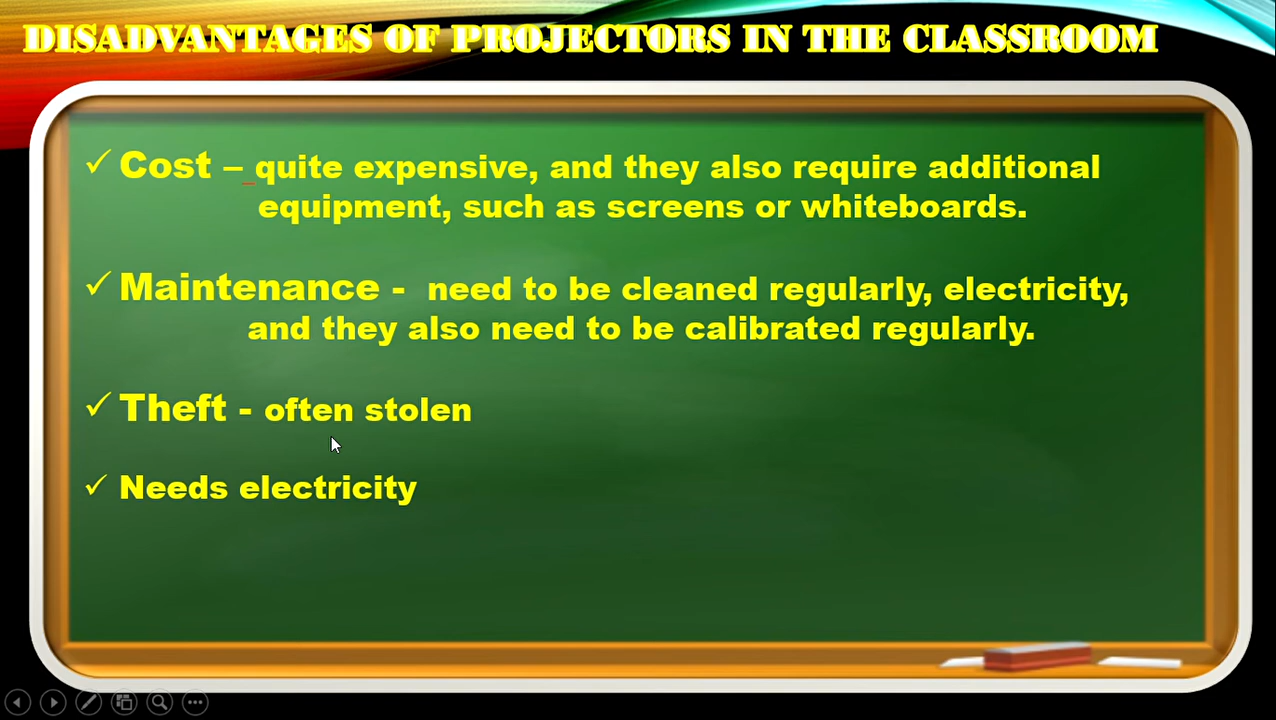 DISADVANTAGES OF PROJECTORS IN THE CLASSROOM
✓ Cost – quite expensive, and they also require additional
equipment, such as screens or whiteboards.
✓ Maintenance - need to be cleaned regularly, electricity,
and they also need to be calibrated regularly.
✓ Theft - often stolen
✓ Needs electricity